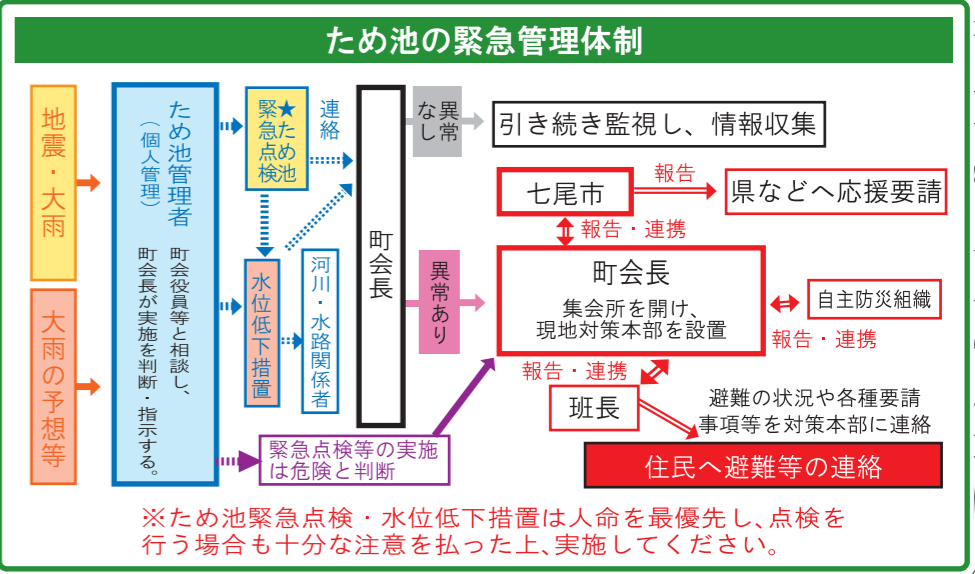 ため池の緊急管理体制
地震・大雨
大雨の予想等
ため池管理者
（個人管理）
町会役員等と相談し、
町会長が実施を判断・指示する。
★ため池
緊急点検
連絡
水位低下措置
河川・水路関係者
緊急点検等の実施
は危険と判断
町会長
異常
なし
引き続き監視し、情報収集
異常あり
七尾市
報告
県などへ応援要請
報告・連携
町会長
集会所を開け、
現地対策本部を設置
自主防災組織
報告・連携
報告・連携
班長
避難の状況や各種要請
事項等を対策本部に連絡
住民へ避難等の連絡
※ため池緊急点検・水位低下措置は人命を最優先し、点検を
行う場合も十分な注意を払った上、実施してください。